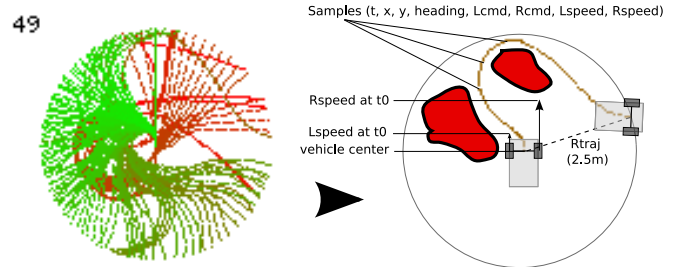 49
Samples (t, x, y, heading, Lcmd, Rcmd, Lspeed, Rspeed)
Rspeed at t0
Lspeed at t0
vehicle center
Rtraj
(2.5m)